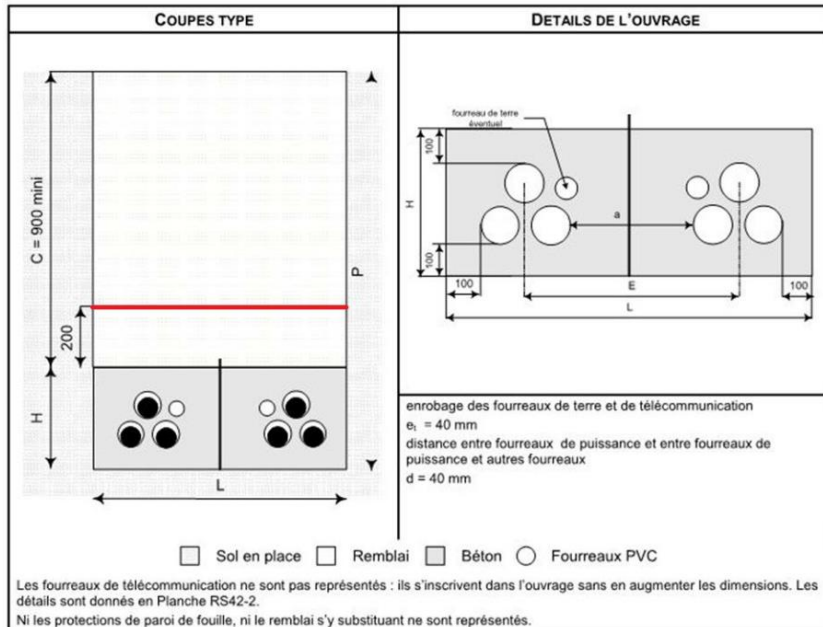 COUPES TYPE
DETAILS DE L'OUVRAGE
C = 900 mini
P
200
H
L
fourreau de terre
éventuel
100
H
a
100
100
E
100
L
enrobage des fourreaux de terre et de télécommunication
et = 40 mm
distance entre fourreaux de puissance et entre fourreaux de
puissance et autres fourreaux
d = 40 mm
Sol en place
Remblai
Béton
Fourreaux PVC
Les fourreaux de télécommunication ne sont pas représentés : ils s'inscrivent dans l'ouvrage sans en augmenter les dimensions. Les
détails sont donnés en Planche RS42-2.
Ni les protections de paroi de fouille, ni le remblai s'y substituant ne sont représentés.